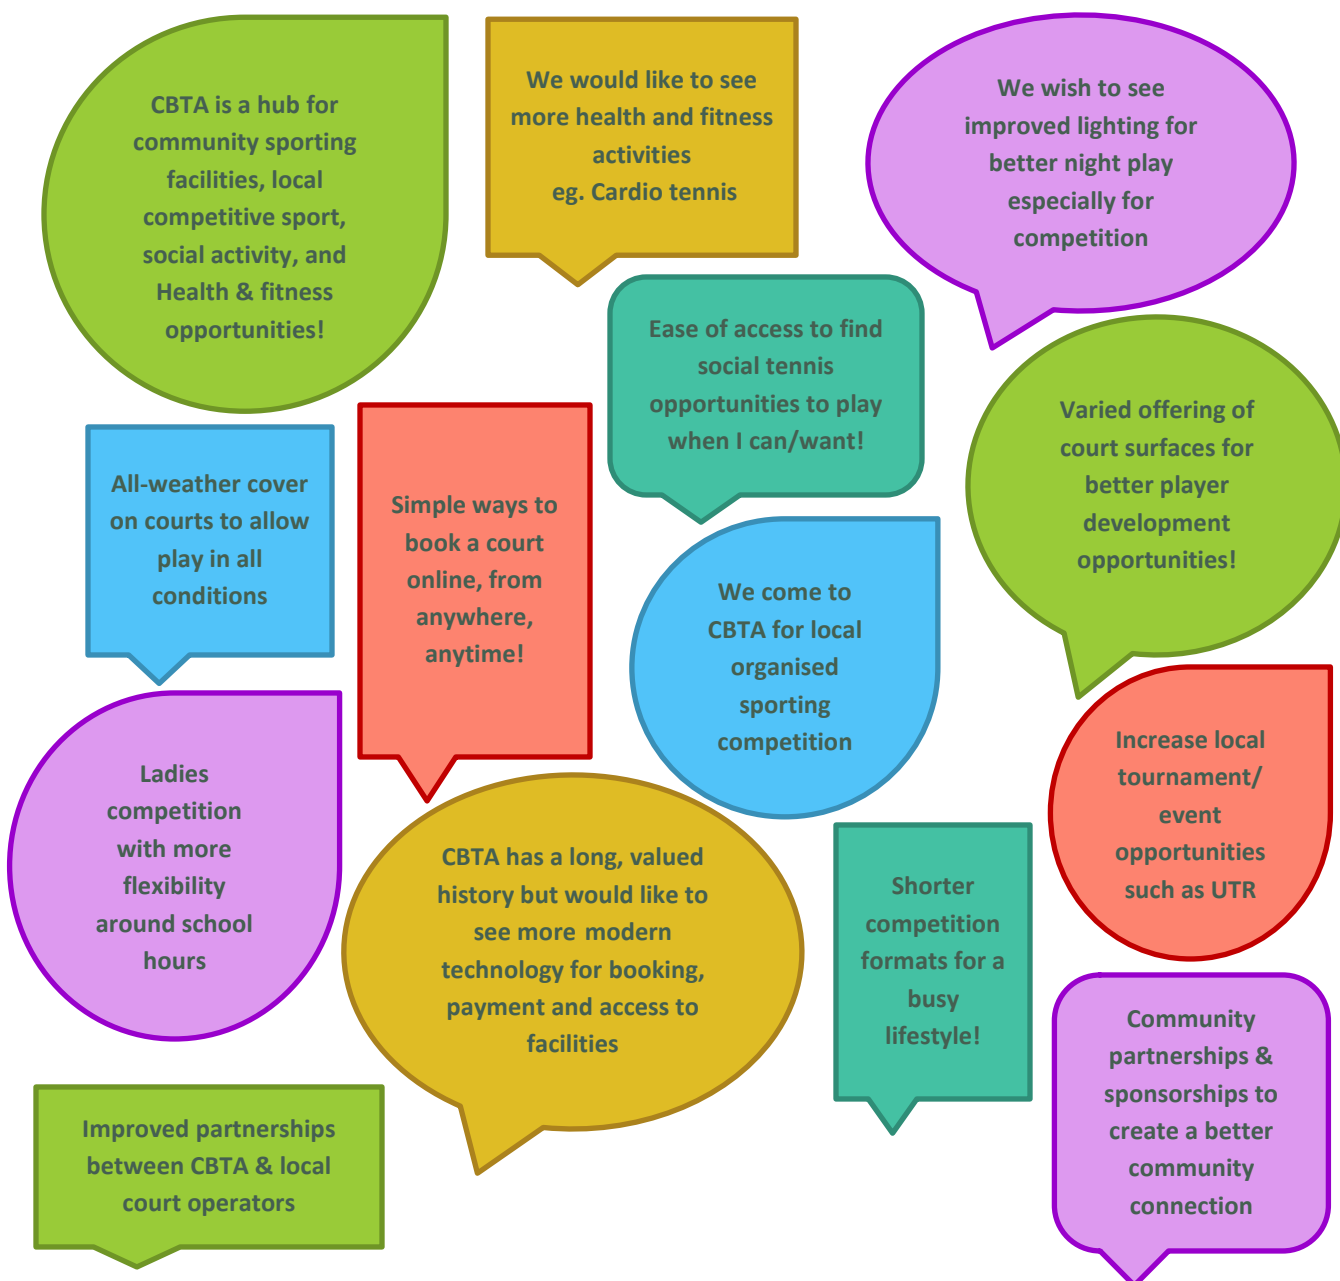 CBTA is a hub for
community sporting
facilities, local
competitive sport,
social activity, and
Health & fitness
opportunities!
We would like to see
more health and fitness
activities
eg. Cardio tennis
We wish to see
improved lighting for
better night play
especially for
competition
Ease of access to find
social tennis
opportunities to play
when I can/want!
Varied offering of
court surfaces for
better player
development
opportunities!
All-weather cover
on courts to allow
play in all
conditions
Simple ways to
book a court
online, from
anywhere,
anytime!
We come to
CBTA for local
organised
sporting
competition
Increase local
tournament/
event
opportunities
such as UTR
Ladies
competition
with more
flexibility
around school
hours
CBTA has a long, valued
history but would like to
see more modern
technology for booking,
payment and access to
facilities
Shorter
competition
formats for a
busy
lifestyle!
Community
partnerships &
sponsorships to
create a better
community
connection
Improved partnerships
between CBTA & local
court operators